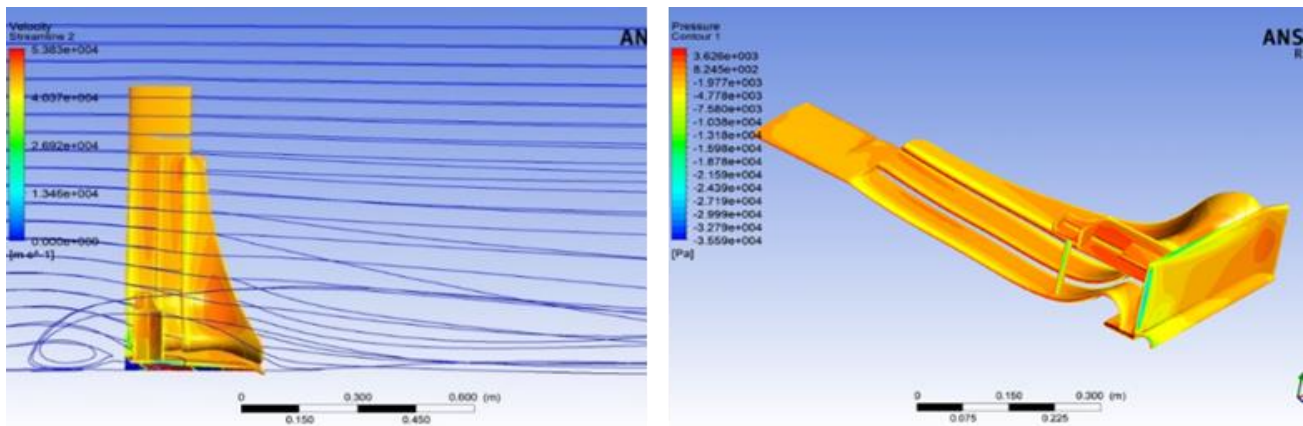 Velocity
Streamline 2
5.383e+004
4.037e+004
2.692e+004
1.346e+004
0.000e+000
[m s^-1]
AN
0 0.300 0.600 (m)
0.150 0.450
Pressure
Contour 1
3.626e+003
8.245e+002
-1.977e+003
-4.778e+003
-7.580e+003
-1.038e+004
-1.318e+004
-1.598e+004
-1.878e+004
-2.159e+004
-2.439e+004
-2.719e+004
-2.999e+004
-3.279e+004
-3.559e+004
[Pa]
ANS
R
0 0.150 0.300 (m)
0.075 0.225